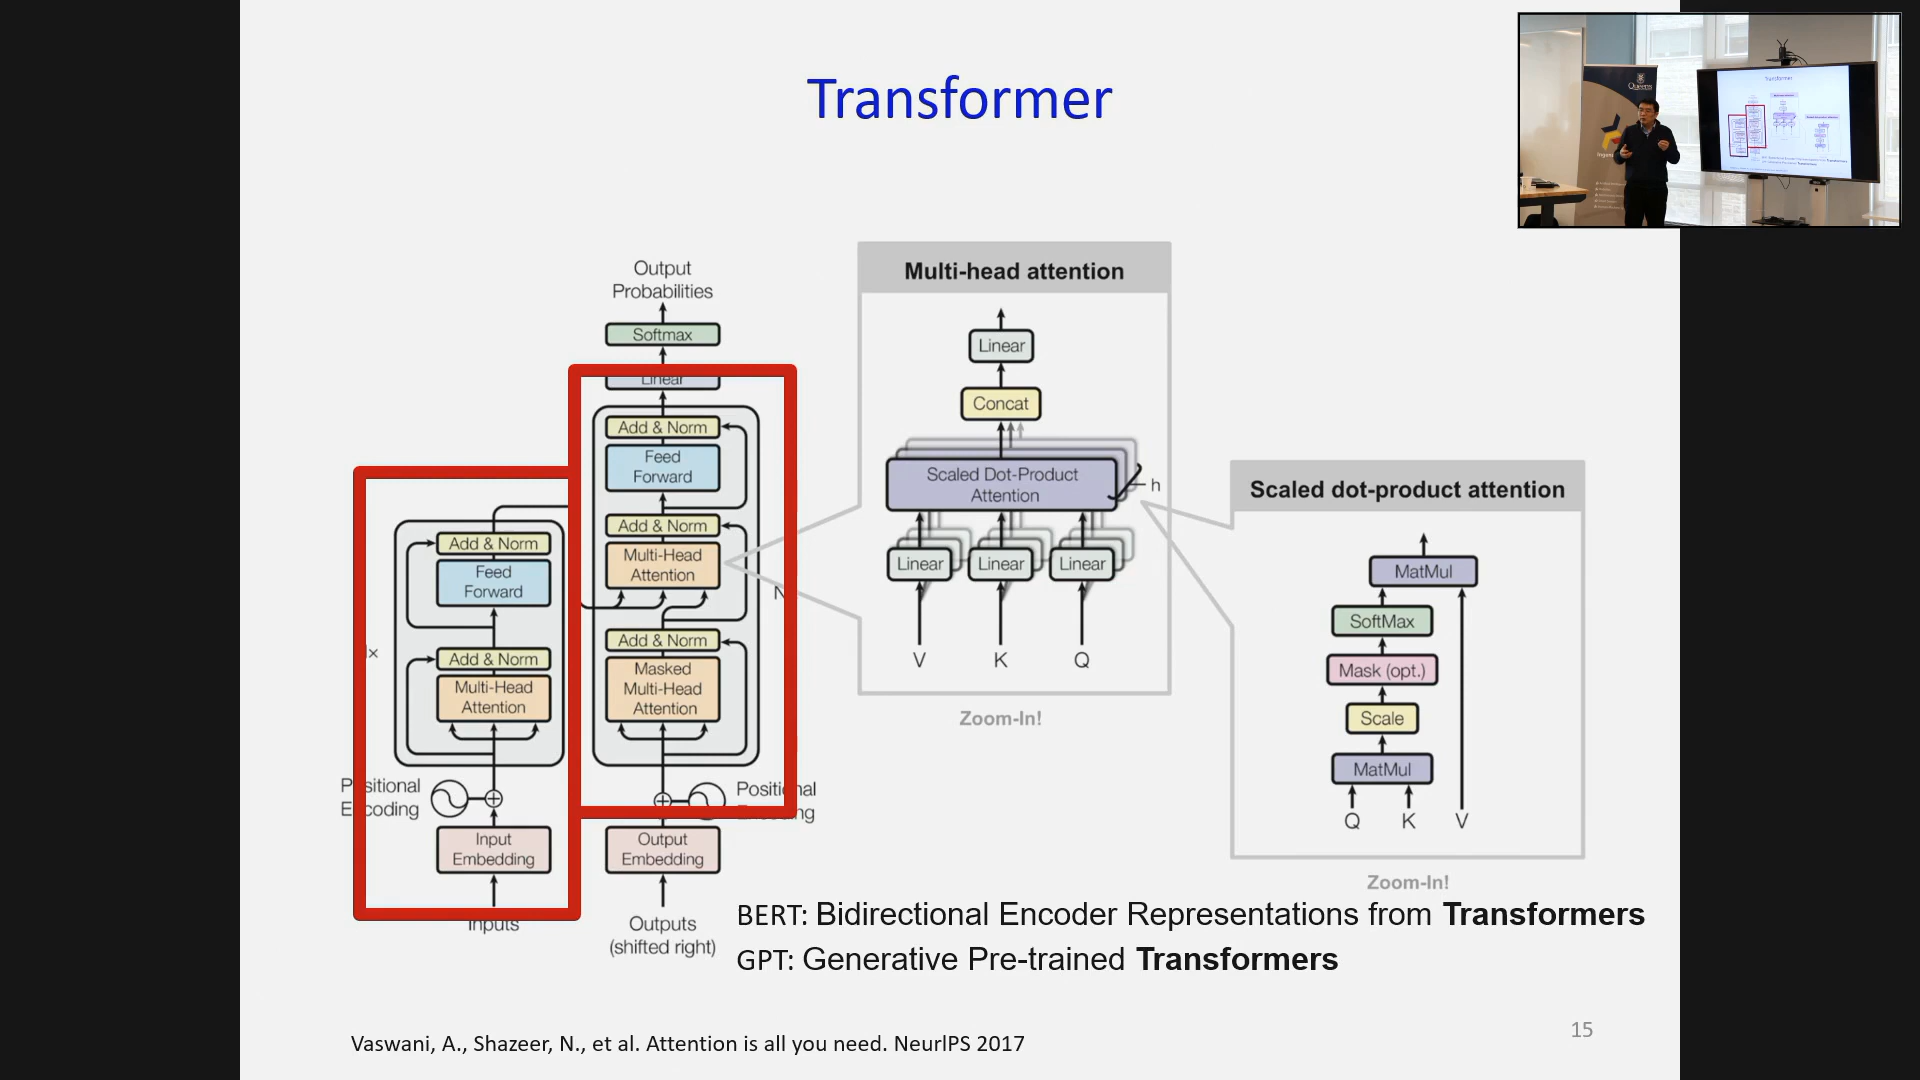 Transformer
Output
Probabilities
Softmax
Linear
Add & Norm
Feed
Forward
Add & Norm
Multi-Head
Attention
Add & Norm
Masked
Multi-Head
Attention
Positional
Encoding
Output
Embedding
Outputs
(shifted right)
Add & Norm
Feed
Forward
Add & Norm
Multi-Head
Attention
Positional
Encoding
Input
Embedding
Inputs
Multi-head attention
Linear
Concat
Scaled Dot-Product
Attention
h
Linear Linear Linear
V K Q
Zoom-In!
Scaled dot-product attention
MatMul
SoftMax
Mask (opt.)
Scale
MatMul
Q K V
Zoom-In!
BERT: Bidirectional Encoder Representations from Transformers
GPT: Generative Pre-trained Transformers
Vaswani, A., Shazeer, N., et al. Attention is all you need. NeurIPS 2017
15
Queen's
Transformer